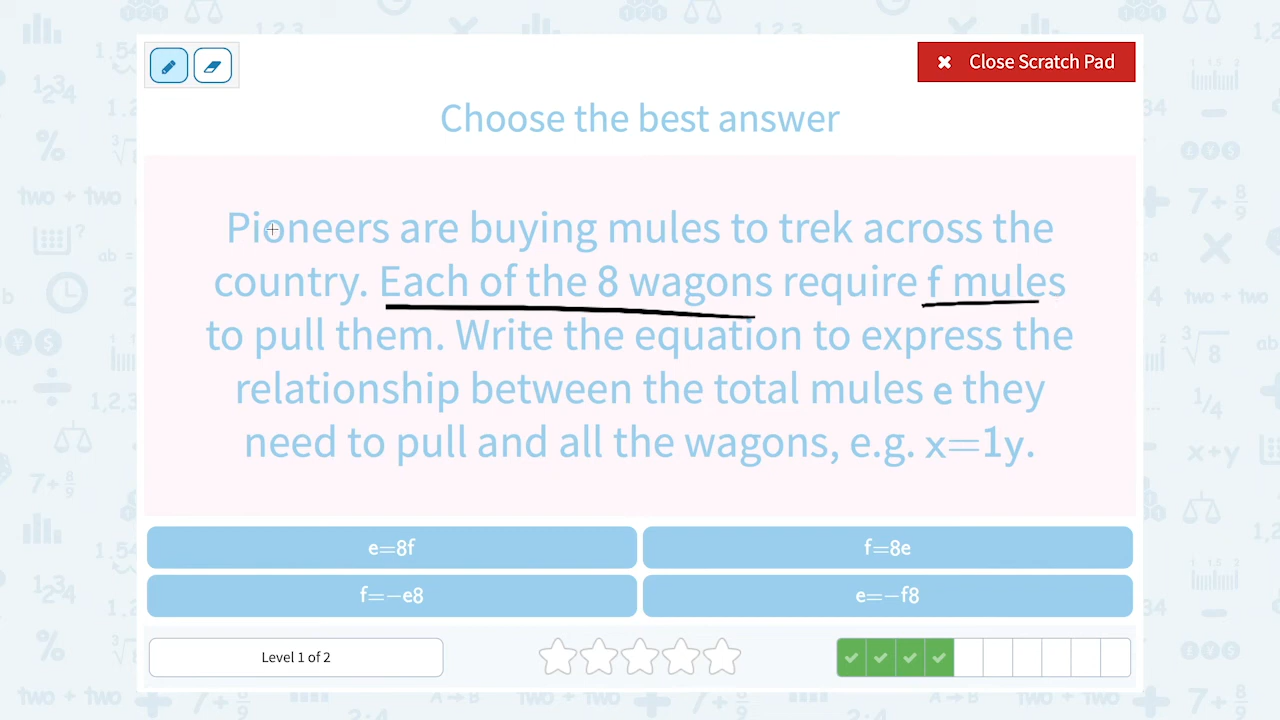 Close Scratch Pad
Choose the best answer
Pioneers are buying mules to trek across the
country. Each of the 8 wagons require f mules
to pull them. Write the equation to express the
relationship between the total mules e they
need to pull and all the wagons, e.g. x=1y.
e=8f
f=8e
f=−e8
e=−f8
Level 1 of 2